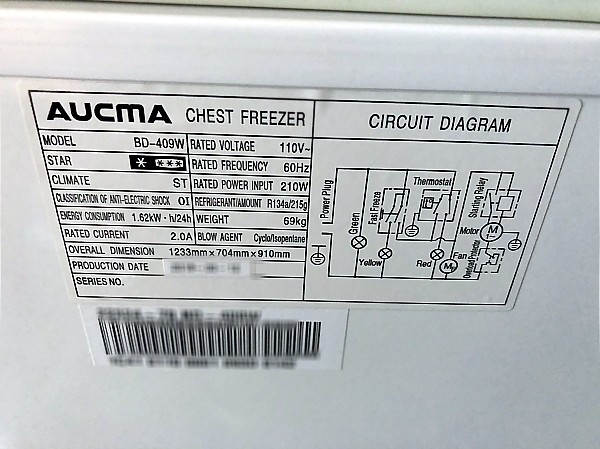 AUCMA CHEST FREEZER
MODEL BD-409W
RATED VOLTAGE 110V~
STAR * ***
RATED FREQUENCY 60Hz
CLIMATE ST
RATED POWER INPUT 210W
CLASSIFICATION OF ANTI-ELECTRIC SHOCK OI
REFRIGERANT/AMOUNT R134a/215g
ENERGY CONSUMPTION 1.62kW·h/24h
WEIGHT 69kg
RATED CURRENT 2.0A
BLOW AGENT Cyclo/Isopentane
OVERALL DIMENSION 1233mm×704mm×910mm
PRODUCTION DATE
SERIES NO.
CIRCUIT DIAGRAM
Power Plug
Green
Fast Freeze
Yellow
Thermostat
Red
Fan
M
Starting Relay
Motor
M
Overload Protector